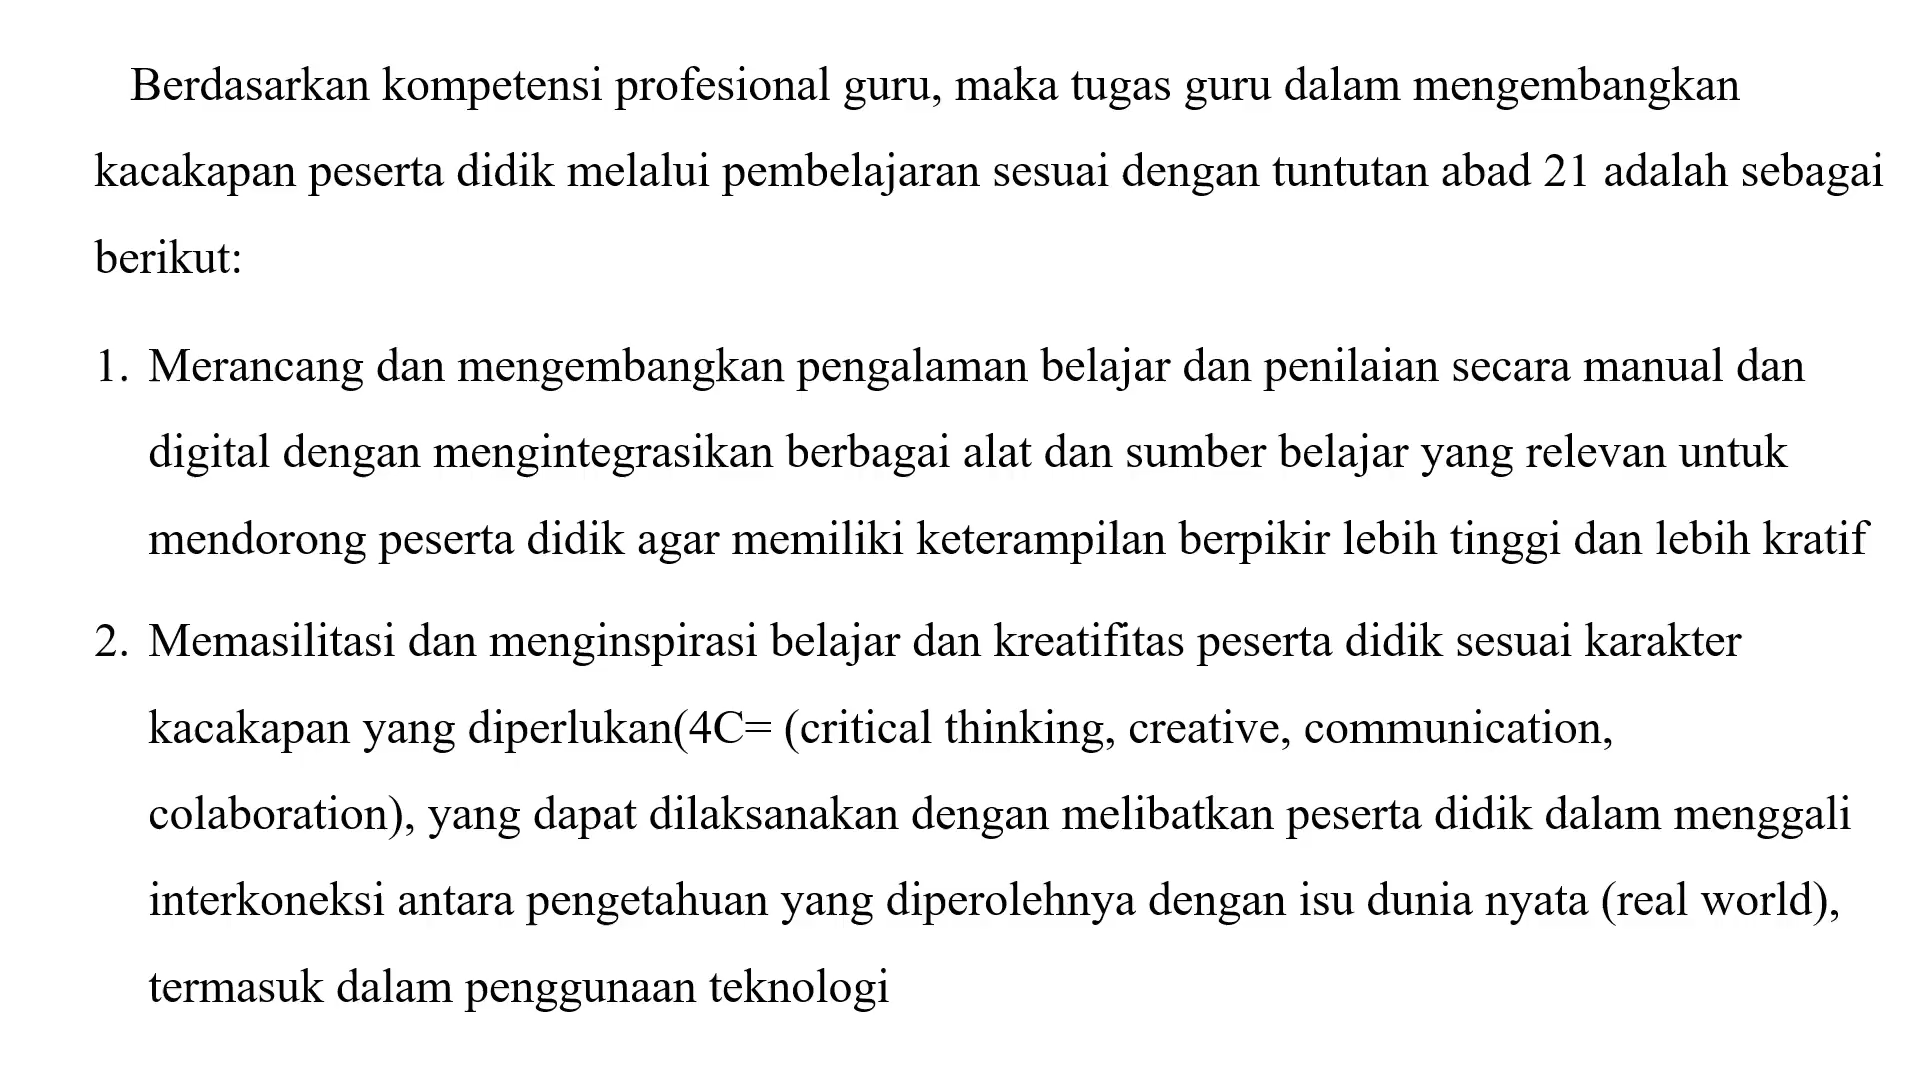 Berdasarkan kompetensi profesional guru, maka tugas guru dalam mengembangkan
kacakapan peserta didik melalui pembelajaran sesuai dengan tuntutan abad 21 adalah sebagai
berikut:
1. Merancang dan mengembangkan pengalaman belajar dan penilaian secara manual dan
digital dengan mengintegrasikan berbagai alat dan sumber belajar yang relevan untuk
mendorong peserta didik agar memiliki keterampilan berpikir lebih tinggi dan lebih kratif
2. Memasilitasi dan menginspirasi belajar dan kreatifitas peserta didik sesuai karakter
kacakapan yang diperlukan(4C= (critical thinking, creative, communication,
colaboration), yang dapat dilaksanakan dengan melibatkan peserta didik dalam menggali
interkoneksi antara pengetahuan yang diperolehnya dengan isu dunia nyata (real world),
termasuk dalam penggunaan teknologi